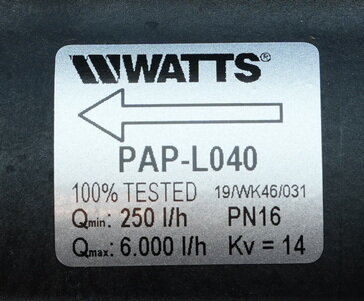 WATTS®
PAP-L040
100% TESTED 19/WK46/031
Qmin: 250 l/h PN16
Qmax: 6.000 l/h Kv = 14